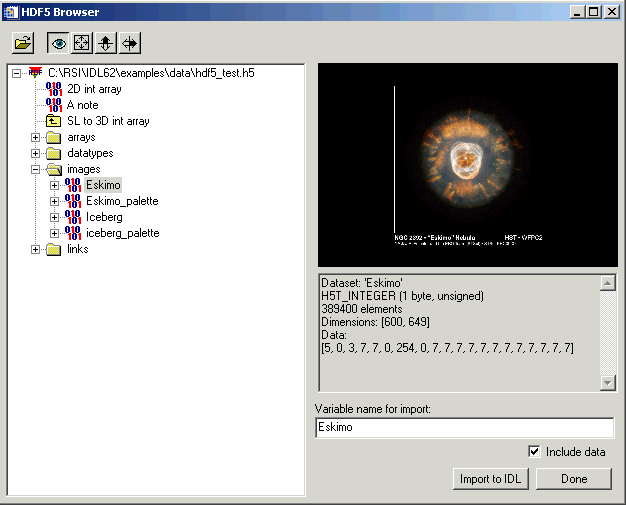 HDF5 Browser
C:\RSI\IDL62\examples\data\hdf5_test.h5
2D int array
A note
SL to 3D int array
arrays
datatypes
images
Eskimo
Eskimo_palette
Iceberg
iceberg_palette
links
NGC 2392 • "Eskimo" Nebula HST • WFPC2
Dataset: 'Eskimo'
H5T_INTEGER (1 byte, unsigned)
389400 elements
Dimensions: [600, 649]
Data:
[5, 0, 3, 7, 7, 0, 254, 0, 7, 7, 7, 7, 7, 7, 7, 7, 7, 7, 7, 7]
Variable name for import:
Eskimo
Include data
Import to IDL Done